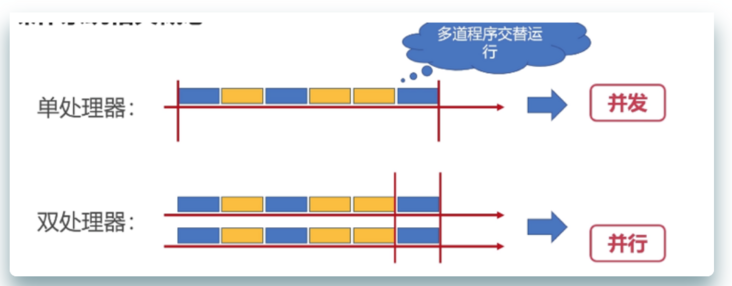 多道程序交替运
行
单处理器：
并发
双处理器：
并行